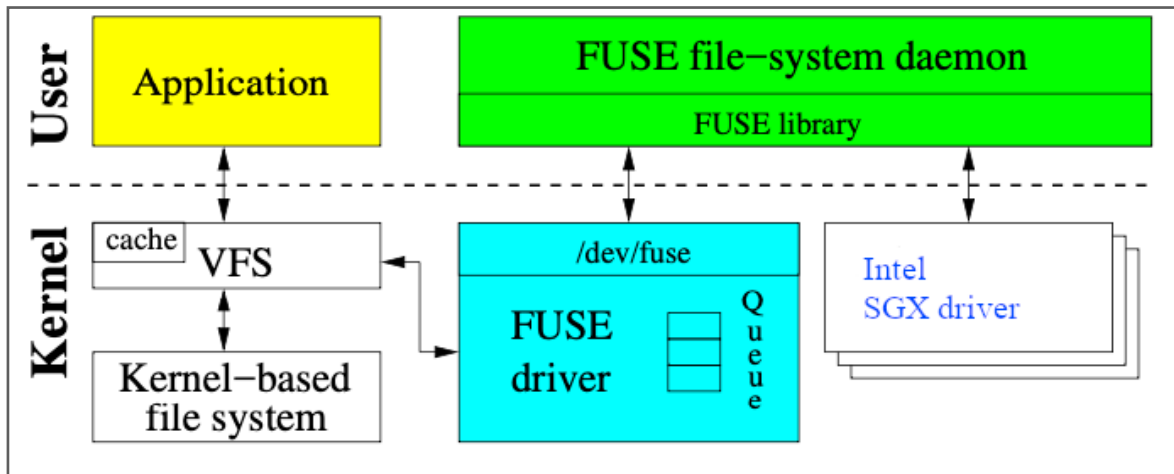 User
Application
FUSE file–system daemon
FUSE library
Kernel
cache
VFS
Kernel–based
file system
/dev/fuse
FUSE
driver
Queue
Intel
SGX driver